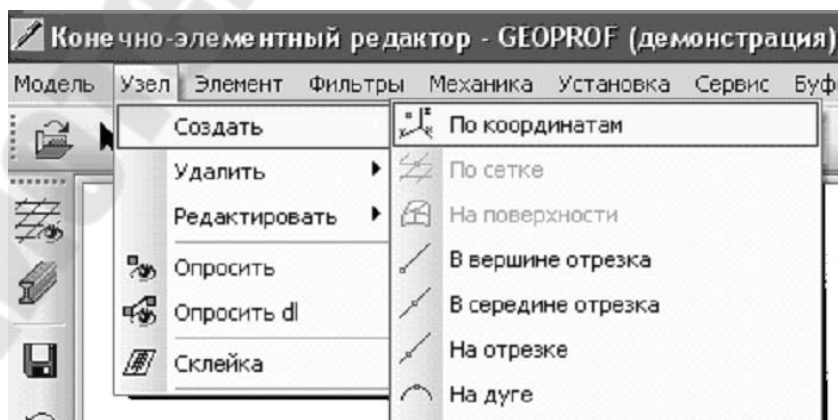 Конечно-элементный редактор - GEOPROF (демонстрация)
Модель Узел Элемент Фильтры Механика Установка Сервис Буф
Создать
Удалить
Редактировать
Опросить
Опросить dl
Склейка
По координатам
По сетке
На поверхности
В вершине отрезка
В середине отрезка
На отрезке
На дуге